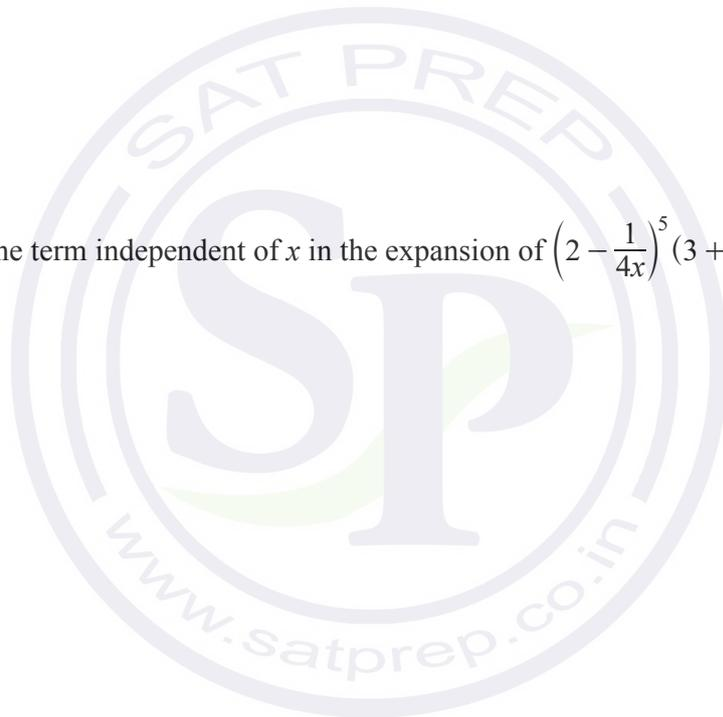 SAT PREP
he term independent of x in the expansion of (2 − 1/4x)^5 (3 +
SP
www.satprep.co.in